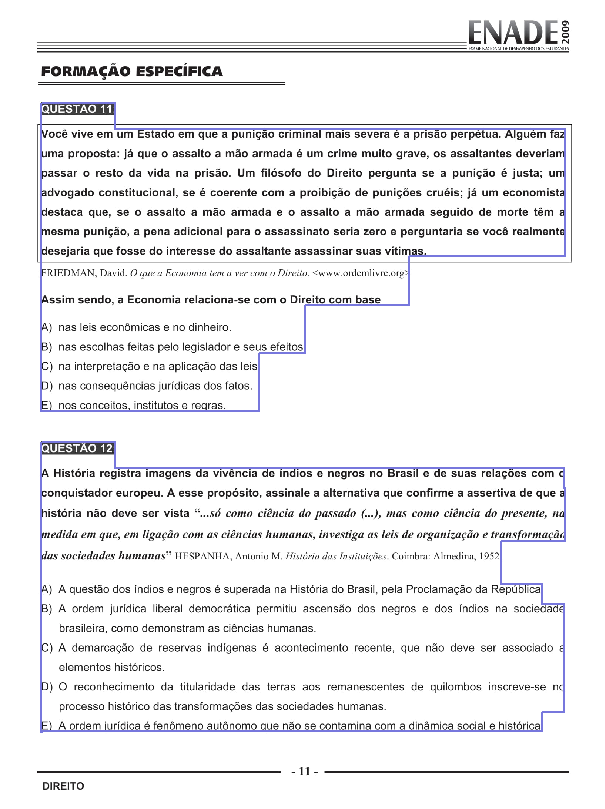 ENADE 2009
EXAME NACIONAL DE DESEMPENHO DOS ESTUDANTES
FORMAÇÃO ESPECÍFICA
QUESTÃO 11
Você vive em um Estado em que a punição criminal mais severa é a prisão perpétua. Alguém faz
uma proposta: já que o assalto a mão armada é um crime muito grave, os assaltantes deveriam
passar o resto da vida na prisão. Um filósofo do Direito pergunta se a punição é justa; um
advogado constitucional, se é coerente com a proibição de punições cruéis; já um economista
destaca que, se o assalto a mão armada e o assalto a mão armada seguido de morte têm a
mesma punição, a pena adicional para o assassinato seria zero e perguntaria se você realmente
desejaria que fosse do interesse do assaltante assassinar suas vítimas.
FRIEDMAN, David. O que a Economia tem a ver com o Direito. <www.ordemlivre.org>
Assim sendo, a Economia relaciona-se com o Direito com base
A) nas leis econômicas e no dinheiro.
B) nas escolhas feitas pelo legislador e seus efeitos.
C) na interpretação e na aplicação das leis.
D) nas consequências jurídicas dos fatos.
E) nos conceitos, institutos e regras.
QUESTÃO 12
A História registra imagens da vivência de índios e negros no Brasil e de suas relações com o
conquistador europeu. A esse propósito, assinale a alternativa que confirme a assertiva de que a
história não deve ser vista “...só como ciência do passado (...), mas como ciência do presente, na
medida em que, em ligação com as ciências humanas, investiga as leis de organização e transformação
das sociedades humanas” HESPANHA, Antonio M. História das Instituições. Coimbra: Almedina, 1952.
A) A questão dos índios e negros é superada na História do Brasil, pela Proclamação da República.
B) A ordem jurídica liberal democrática permitiu ascensão dos negros e dos índios na sociedade
brasileira, como demonstram as ciências humanas.
C) A demarcação de reservas indígenas é acontecimento recente, que não deve ser associado a
elementos históricos.
D) O reconhecimento da titularidade das terras aos remanescentes de quilombos inscreve-se no
processo histórico das transformações das sociedades humanas.
E) A ordem jurídica é fenômeno autônomo que não se contamina com a dinâmica social e histórica.
- 11 -
DIREITO